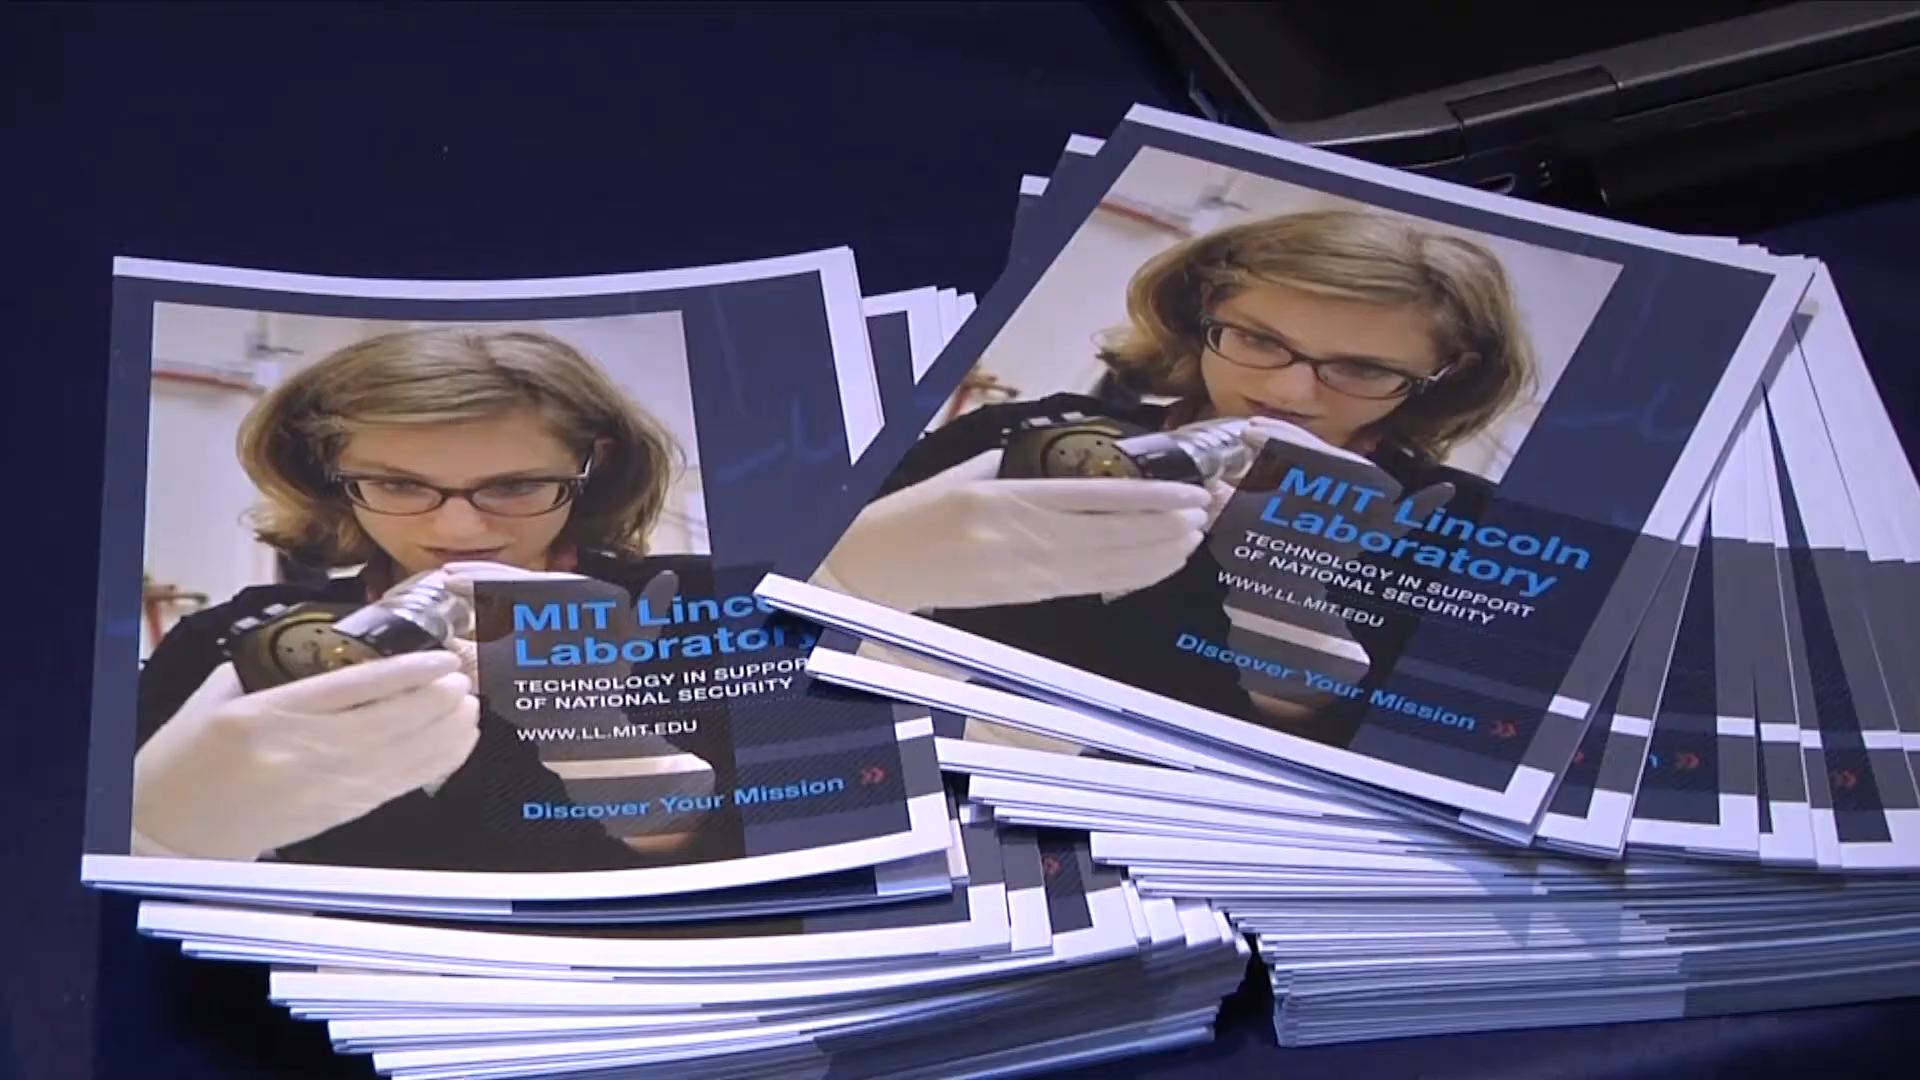 MIT Lincoln
Laboratory
TECHNOLOGY IN SUPPORT
OF NATIONAL SECURITY
WWW.LL.MIT.EDU
Discover Your Mission »
MIT Linc
Laboratory
TECHNOLOGY IN SUPPOR
OF NATIONAL SECURITY
WWW.LL.MIT.EDU
Discover Your Mission »